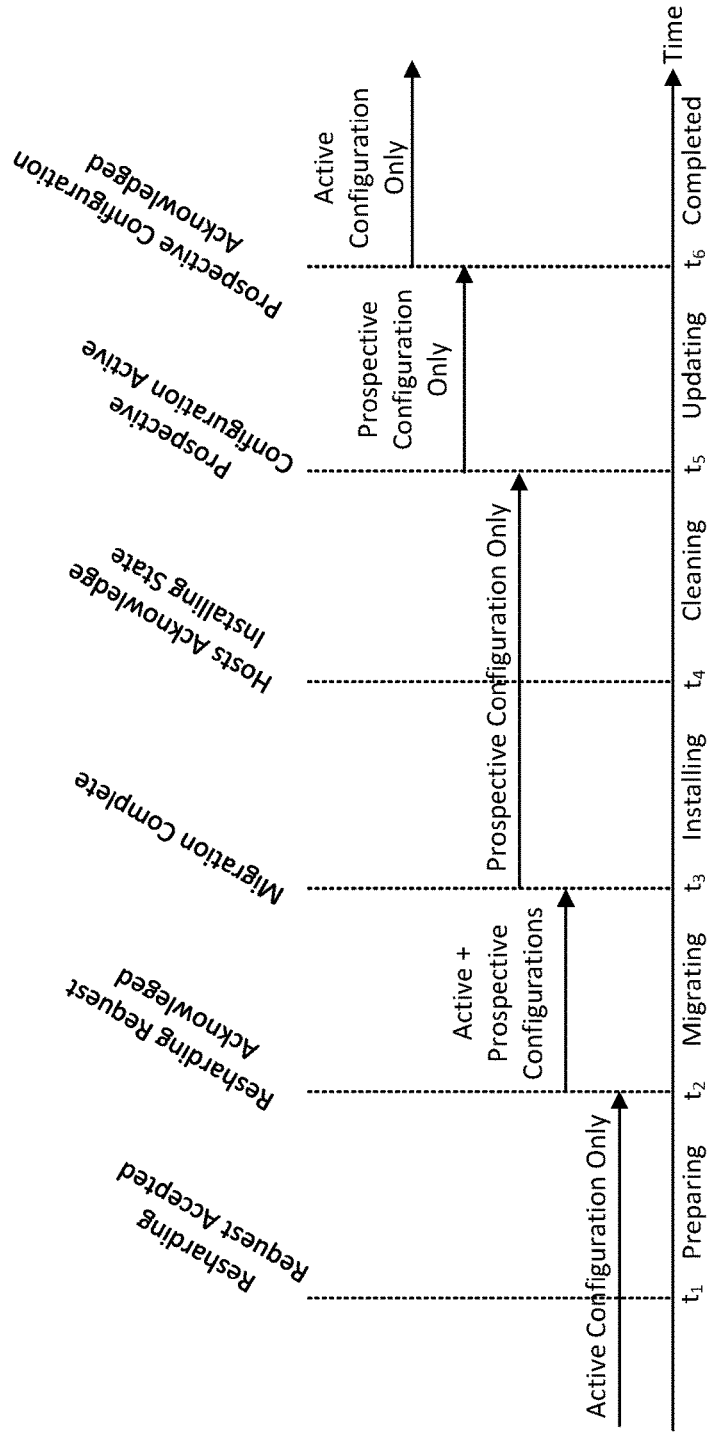 Resharding
Request Accepted
Resharding Request
Acknowleged
Migration Complete
Hosts Acknowledge
Installing State
Prospective
Configuration Active
Prospective Configuration
Acknowledged
Active Configuration Only
Active +
Prospective
Configurations
Prospective Configuration Only
Prospective
Configuration
Only
Active
Configuration
Only
t1 Preparing
t2 Migrating
t3 Installing
t4 Cleaning
t5 Updating
t6 Completed
Time